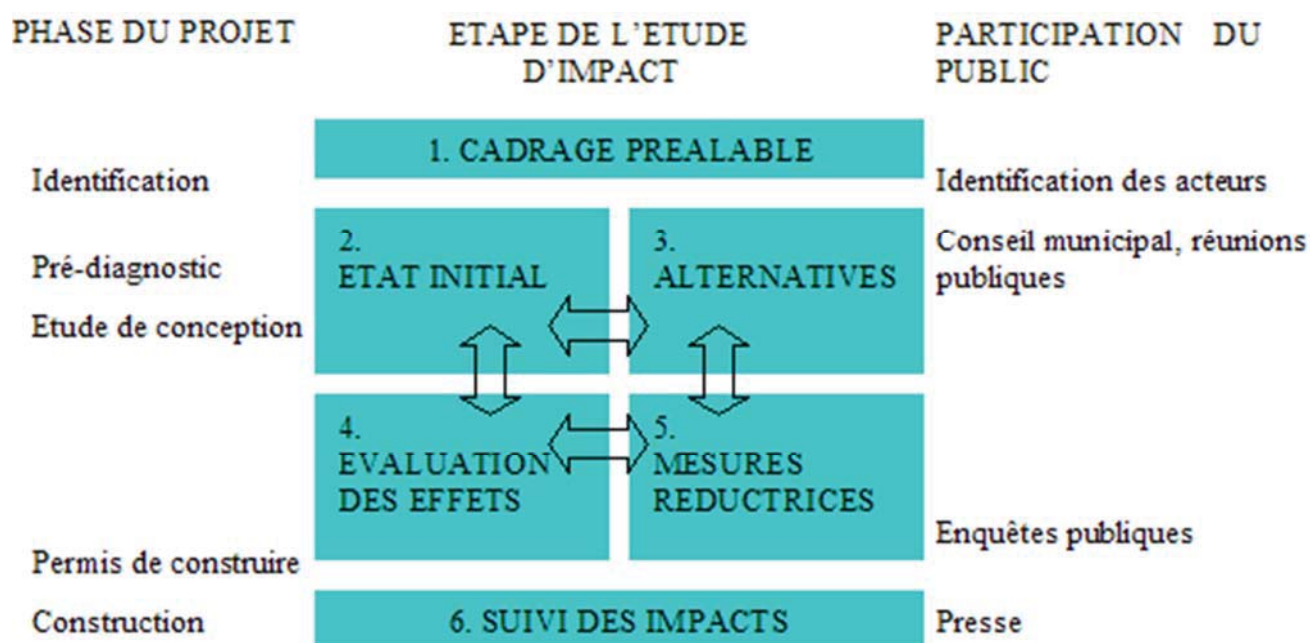 PHASE DU PROJET
ETAPE DE L'ETUDE
D'IMPACT
PARTICIPATION DU
PUBLIC
1. CADRAGE PREALABLE
Identification
Identification des acteurs
2.
ETAT INITIAL
3.
ALTERNATIVES
Conseil municipal, réunions
publiques
Pré-diagnostic
Etude de conception
4.
EVALUATION
DES EFFETS
5.
MESURES
REDUCTRICES
Enquêtes publiques
Permis de construire
Construction
6. SUIVI DES IMPACTS
Presse